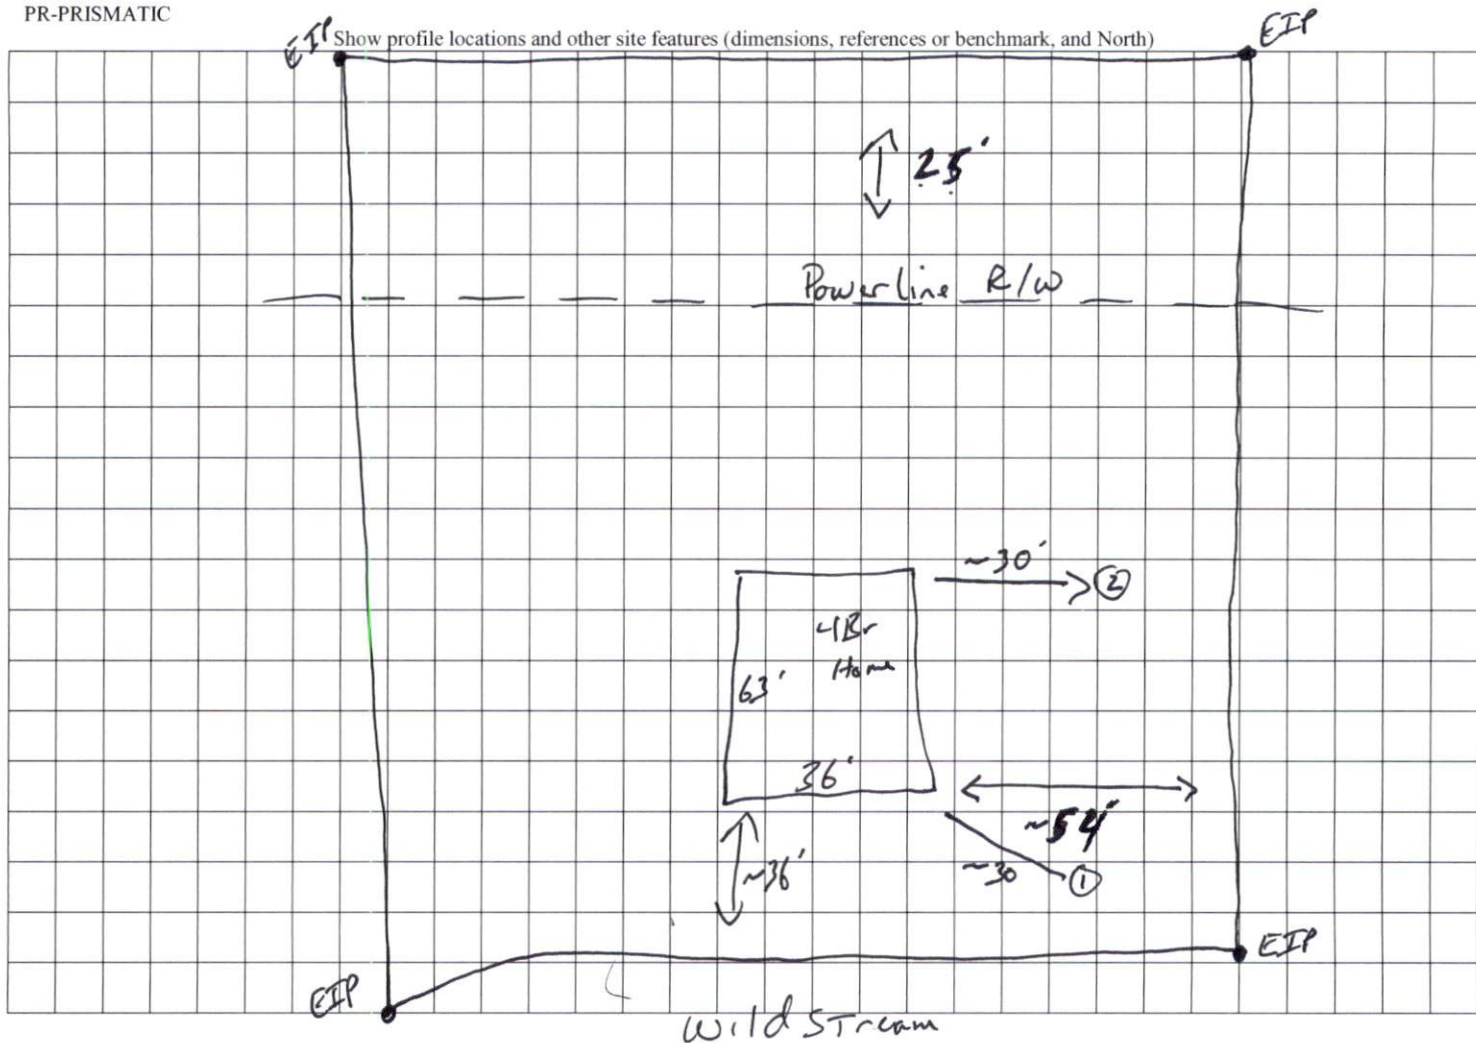 PR-PRISMATIC
EIP
Show profile locations and other site features (dimensions, references or benchmark, and North)
EIP
25'
Powerline R/W
~30'
②
4Br
Home
63'
36'
~54'
~36'
~30
①
EIP
EIP
Wild Stream